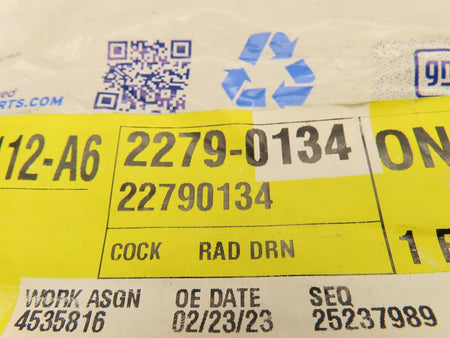 RTS.COM
gm
112-A6
2279-0134
ON
22790134
COCK RAD DRN
1
WORK ASGN OE DATE SEQ
4535816 02/23/23 25237989